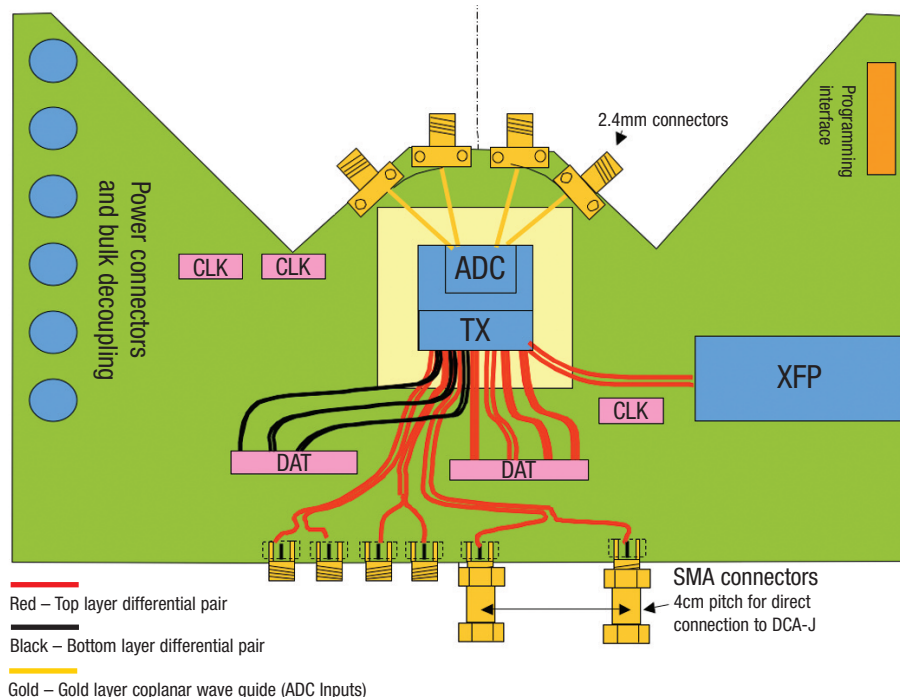 2.4mm connectors
Programming
interface
Power connectors
and bulk decoupling
CLK
CLK
ADC
TX
XFP
CLK
DAT
DAT
SMA connectors
4cm pitch for direct
connection to DCA-J
Red – Top layer differential pair
Black – Bottom layer differential pair
Gold – Gold layer coplanar wave guide (ADC Inputs)